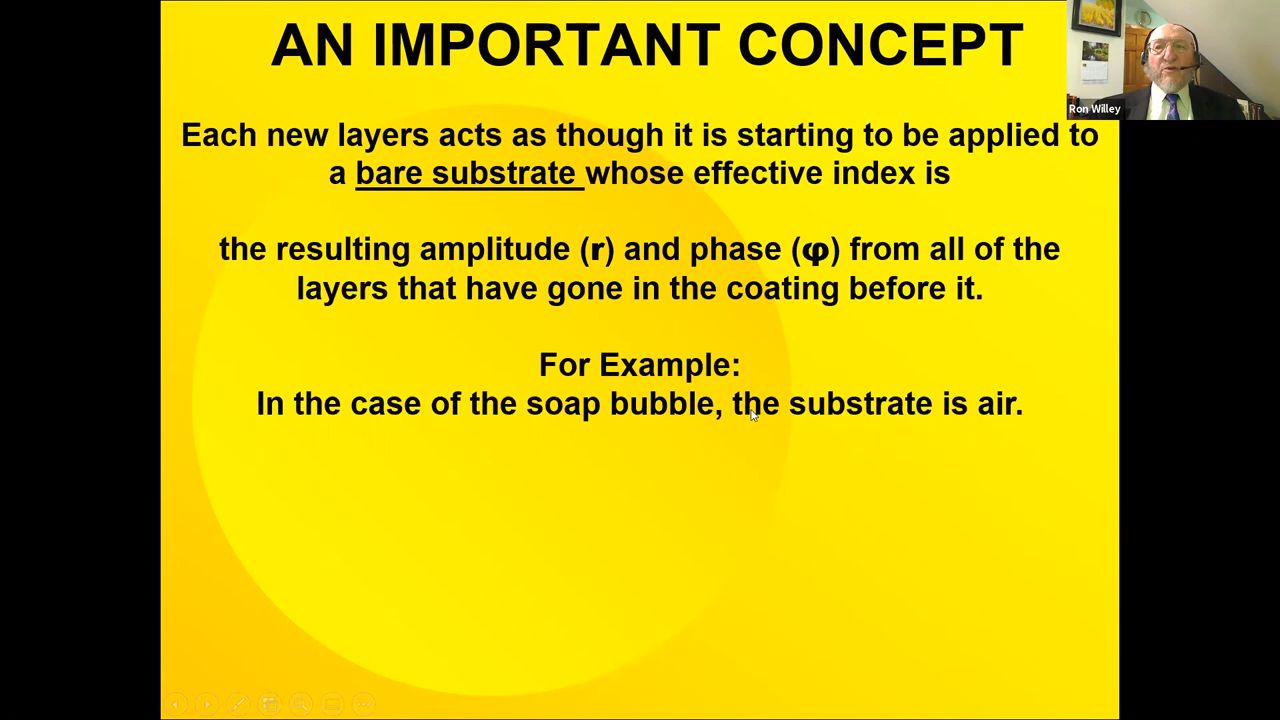 AN IMPORTANT CONCEPT
Ron Willey
Each new layers acts as though it is starting to be applied to
a bare substrate whose effective index is
the resulting amplitude (r) and phase (φ) from all of the
layers that have gone in the coating before it.
For Example:
In the case of the soap bubble, the substrate is air.